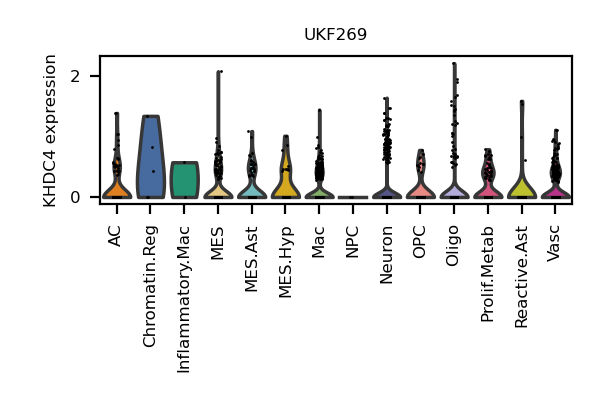 UKF269
KHDC4 expression
2
0
AC
Chromatin.Reg
Inflammatory.Mac
MES
MES.Ast
MES.Hyp
Mac
NPC
Neuron
OPC
Oligo
Prolif.Metab
Reactive.Ast
Vasc